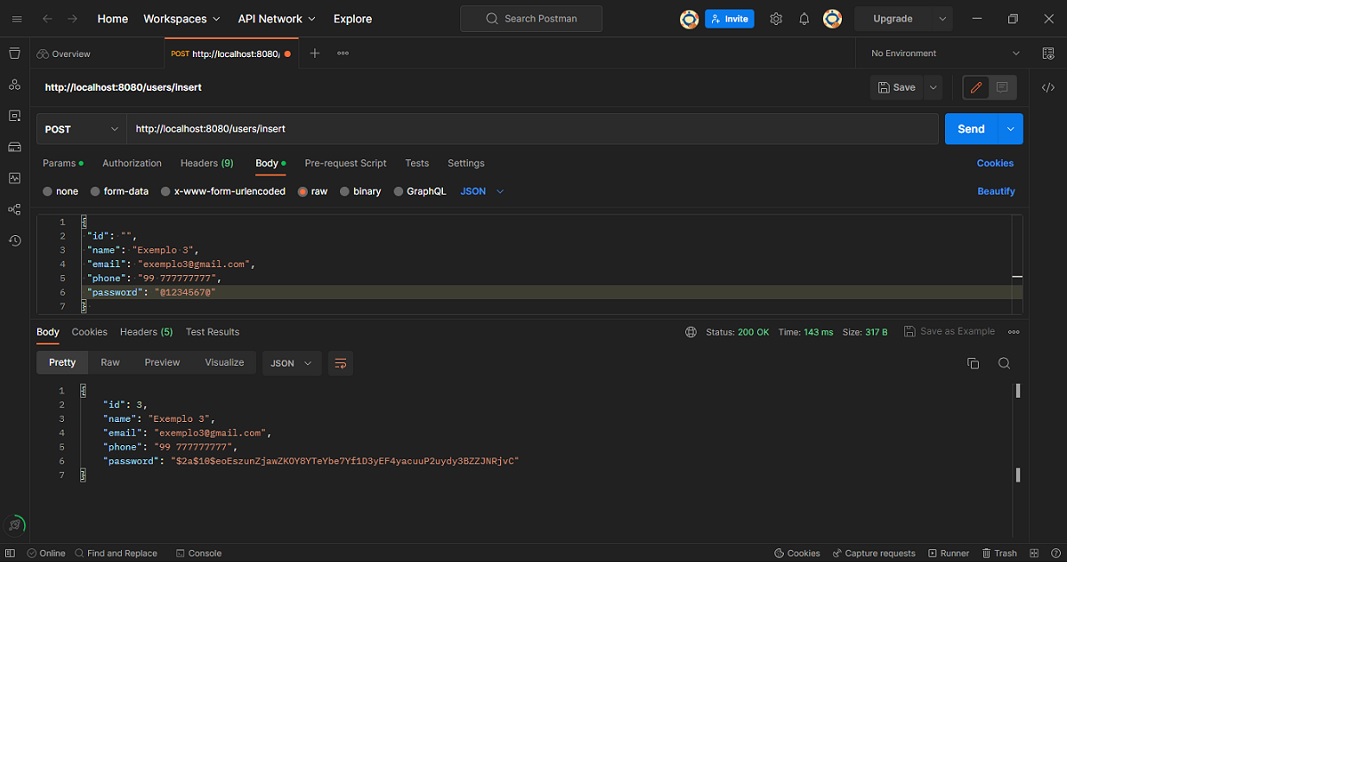 Home Workspaces API Network Explore Search Postman Invite Upgrade
Overview POST http://localhost:8080/ No Environment
http://localhost:8080/users/insert Save
POST http://localhost:8080/users/insert Send
Params Authorization Headers (9) Body Pre-request Script Tests Settings Cookies
none form-data x-www-form-urlencoded raw binary GraphQL JSON Beautify
1 {
2 "id": "",
3 "name": "Exemplo 3",
4 "email": "exemplo3@gmail.com",
5 "phone": "99 777777777",
6 "password": "@1234567@"
7 }
Body Cookies Headers (5) Test Results Status: 200 OK Time: 143 ms Size: 317 B Save as Example
Pretty Raw Preview Visualize JSON
1 {
2 "id": 3,
3 "name": "Exemplo 3",
4 "email": "exemplo3@gmail.com",
5 "phone": "99 777777777",
6 "password": "$2a$10$eoEszunZjawZKOY8YTeYbe7Yf1D3yEF4yacuuP2uydy3BZZJNRjvC"
7 }
Online Find and Replace Console Cookies Capture requests Runner Trash